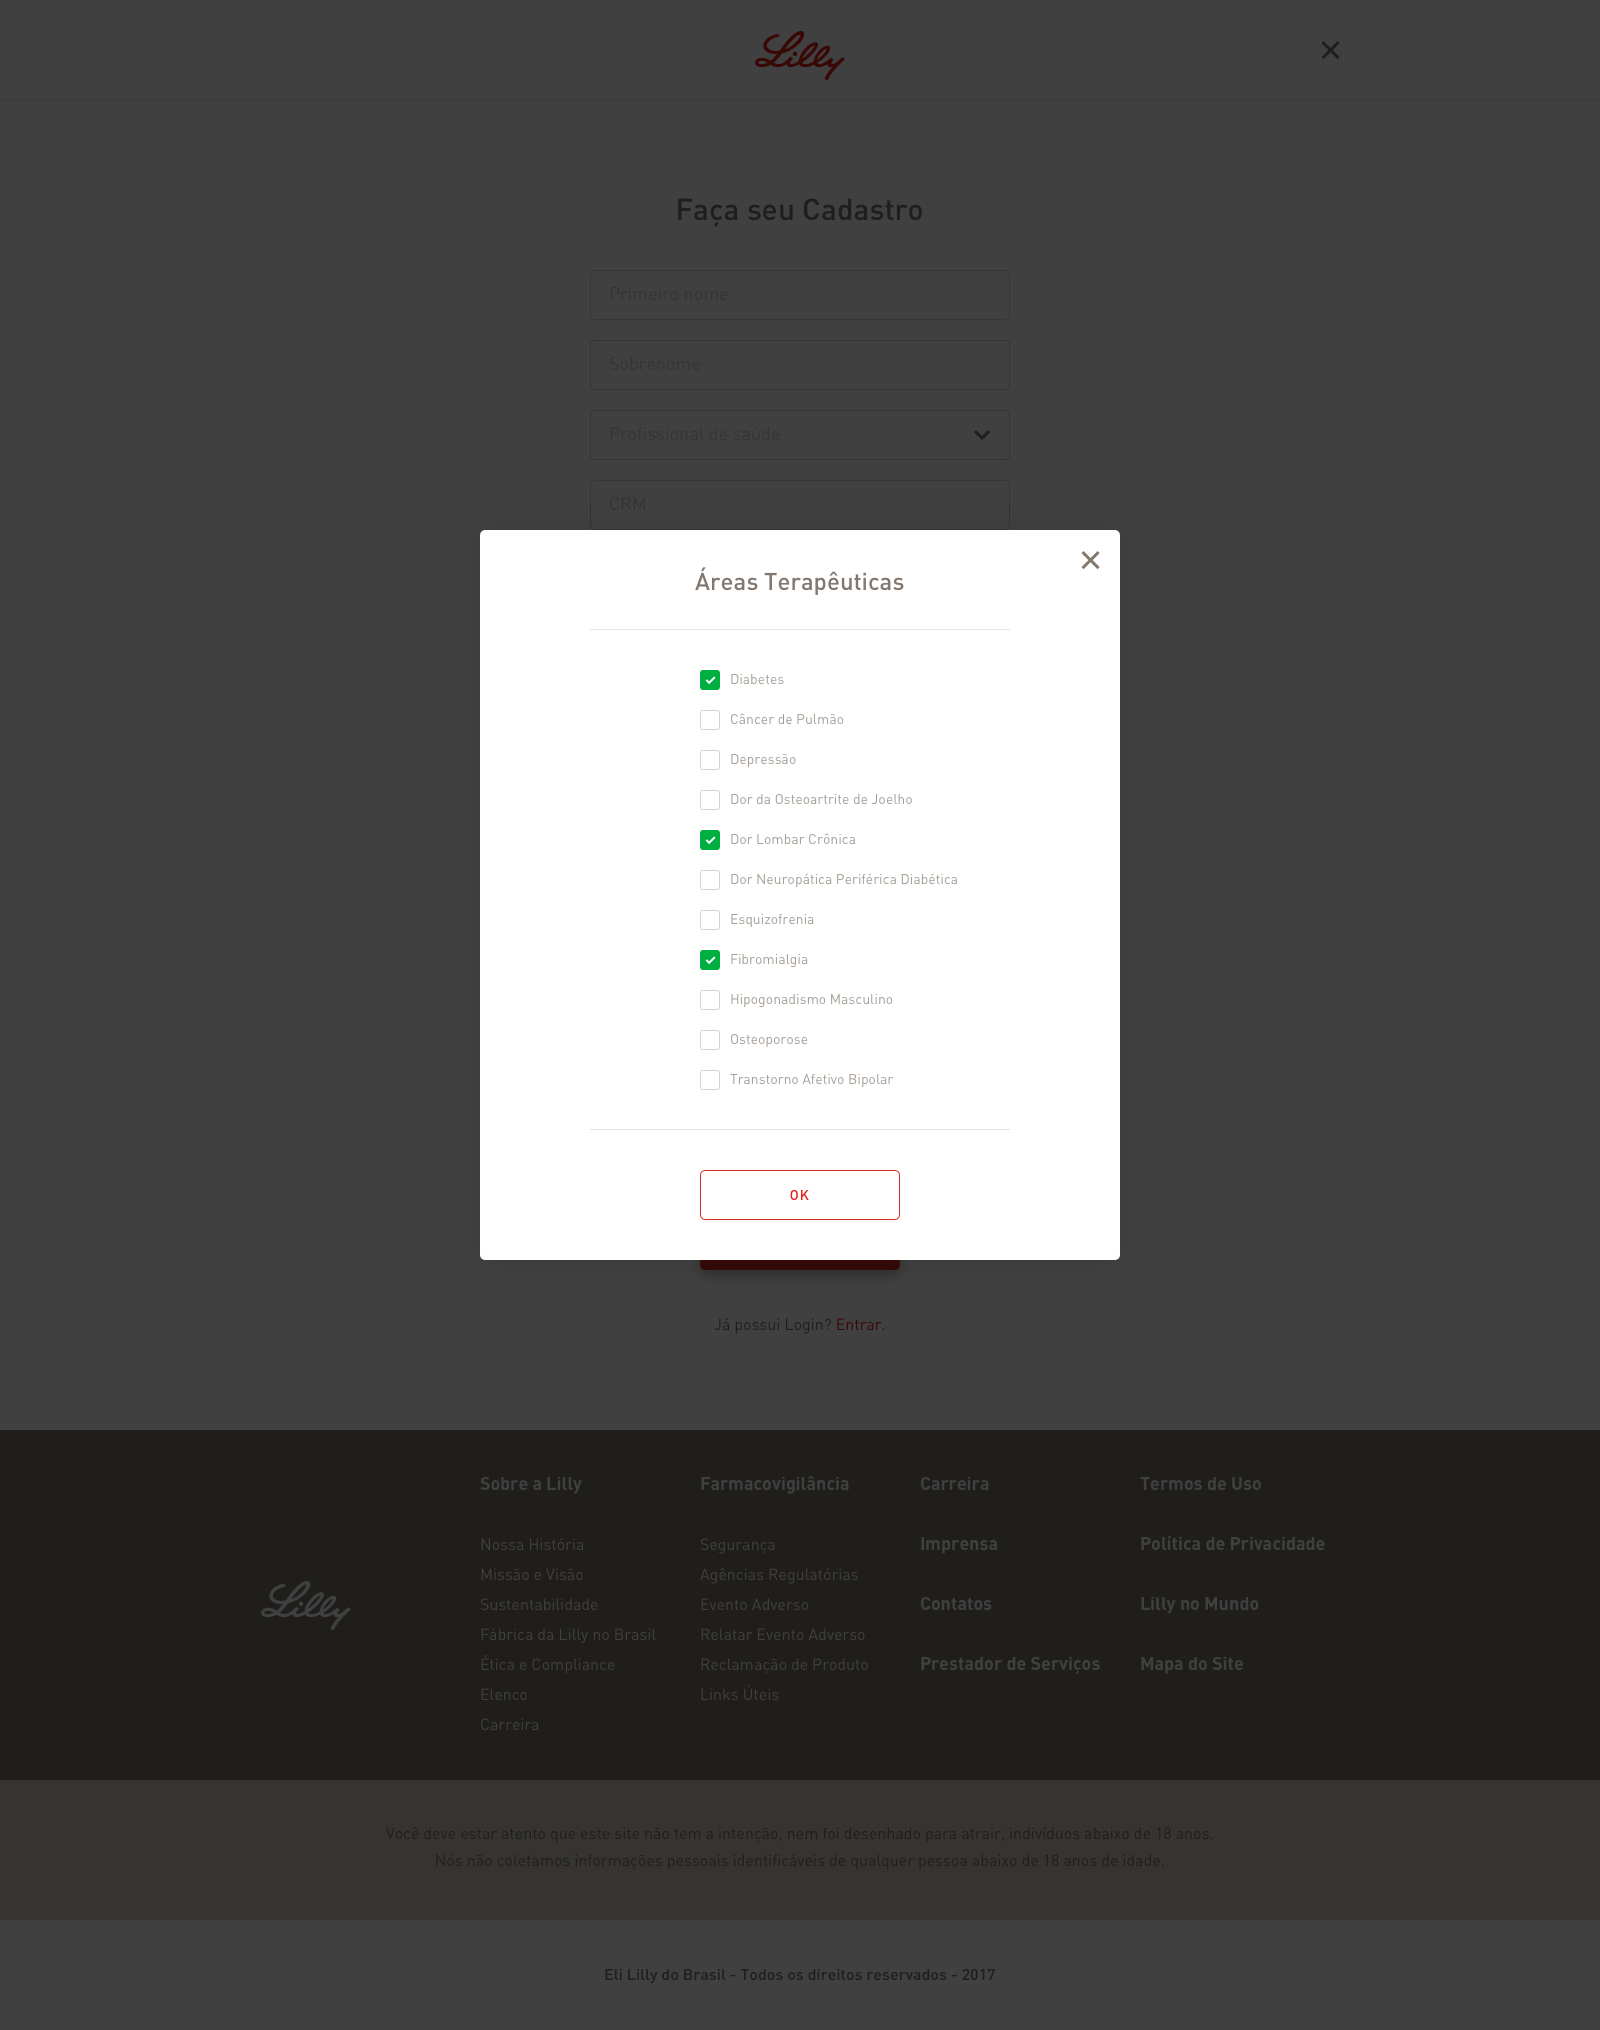 Lilly
Faça seu Cadastro
Primeiro nome
Sobrenome
Profissional de saúde
CRM
Áreas Terapêuticas
Diabetes
Câncer de Pulmão
Depressão
Dor da Osteoartrite de Joelho
Dor Lombar Crônica
Dor Neuropática Periférica Diabética
Esquizofrenia
Fibromialgia
Hipogonadismo Masculino
Osteoporose
Transtorno Afetivo Bipolar
OK
Já possui Login? Entrar.
Lilly
Sobre a Lilly
Nossa História
Missão e Visão
Sustentabilidade
Fábrica da Lilly no Brasil
Ética e Compliance
Elenco
Carreira
Farmacovigilância
Segurança
Agências Regulatórias
Evento Adverso
Relatar Evento Adverso
Reclamação de Produto
Links Úteis
Carreira
Imprensa
Contatos
Prestador de Serviços
Termos de Uso
Política de Privacidade
Lilly no Mundo
Mapa do Site
Você deve estar atento que este site não tem a intenção, nem foi desenhado para atrair, indivíduos abaixo de 18 anos.
Nós não coletamos informações pessoais identificáveis de qualquer pessoa abaixo de 18 anos de idade.
Eli Lilly do Brasil - Todos os direitos reservados - 2017